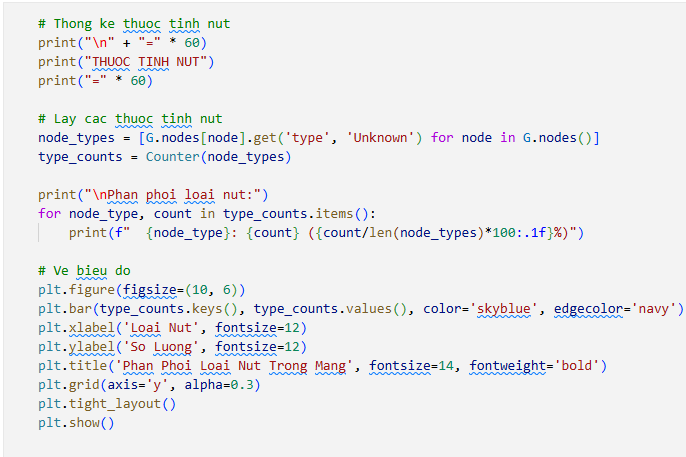 # Thong ke thuoc tinh nut
print("\n" + "=" * 60)
print("THUOC TINH NUT")
print("=" * 60)
# Lay cac thuoc tinh nut
node_types = [G.nodes[node].get('type', 'Unknown') for node in G.nodes()]
type_counts = Counter(node_types)
print("\nPhan phoi loai nut:")
for node_type, count in type_counts.items():
    print(f"  {node_type}: {count} ({count/len(node_types)*100:.1f}%)")
# Ve bieu do
plt.figure(figsize=(10, 6))
plt.bar(type_counts.keys(), type_counts.values(), color='skyblue', edgecolor='navy')
plt.xlabel('Loai Nut', fontsize=12)
plt.ylabel('So Luong', fontsize=12)
plt.title('Phan Phoi Loai Nut Trong Mang', fontsize=14, fontweight='bold')
plt.grid(axis='y', alpha=0.3)
plt.tight_layout()
plt.show()